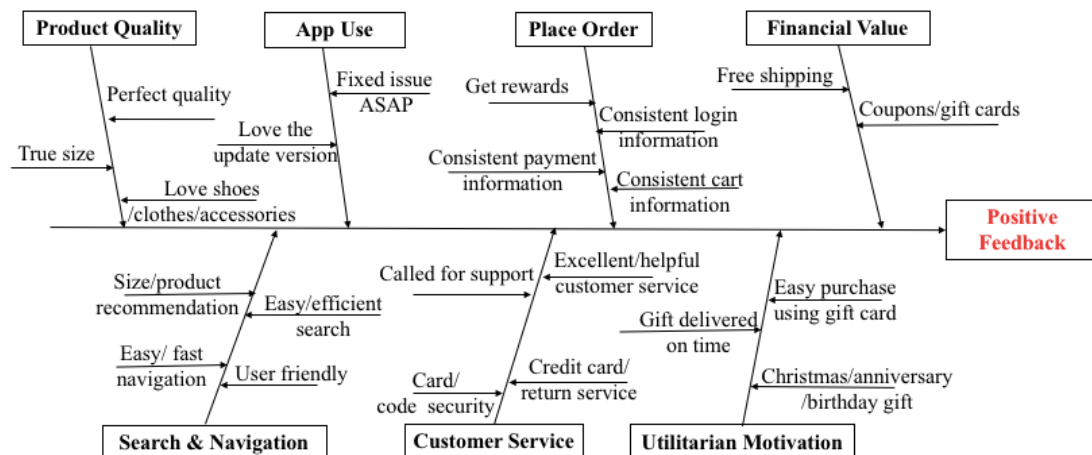 Product Quality
App Use
Place Order
Financial Value
Perfect quality
True size
Love shoes
/clothes/accessories
Fixed issue
ASAP
Love the
update version
Get rewards
Consistent login
information
Consistent payment
information
Consistent cart
information
Free shipping
Coupons/gift cards
Positive
Feedback
Size/product
recommendation
Easy/efficient
search
Easy/ fast
navigation
User friendly
Called for support
Excellent/helpful
customer service
Card/
code security
Credit card/
return service
Easy purchase
using gift card
Gift delivered
on time
Christmas/anniversary
/birthday gift
Search & Navigation
Customer Service
Utilitarian Motivation